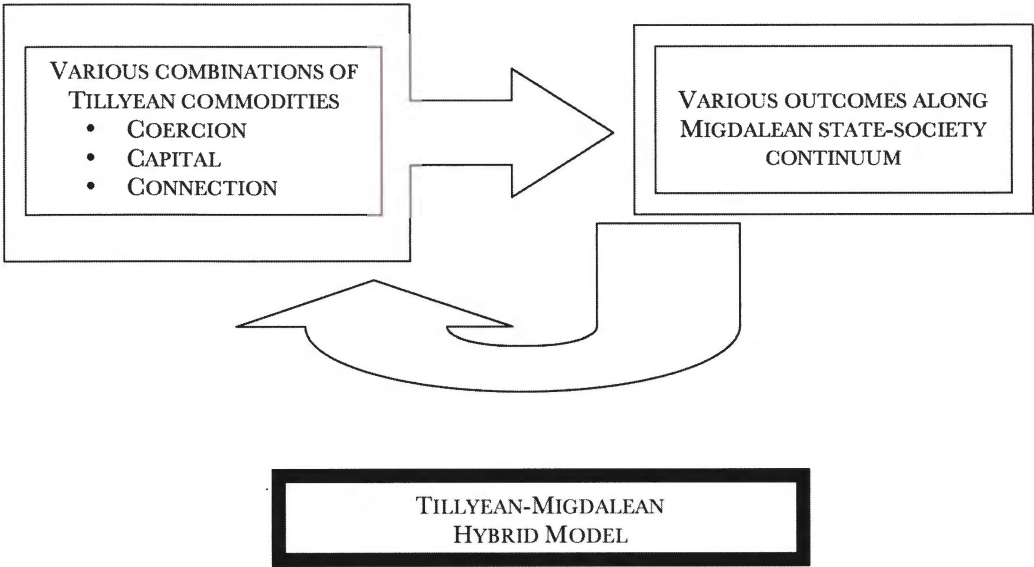 VARIOUS COMBINATIONS OF
TILLYEAN COMMODITIES
• COERCION
• CAPITAL
• CONNECTION
VARIOUS OUTCOMES ALONG
MIGDALEAN STATE-SOCIETY
CONTINUUM
TILLYEAN-MIGDALEAN
HYBRID MODEL